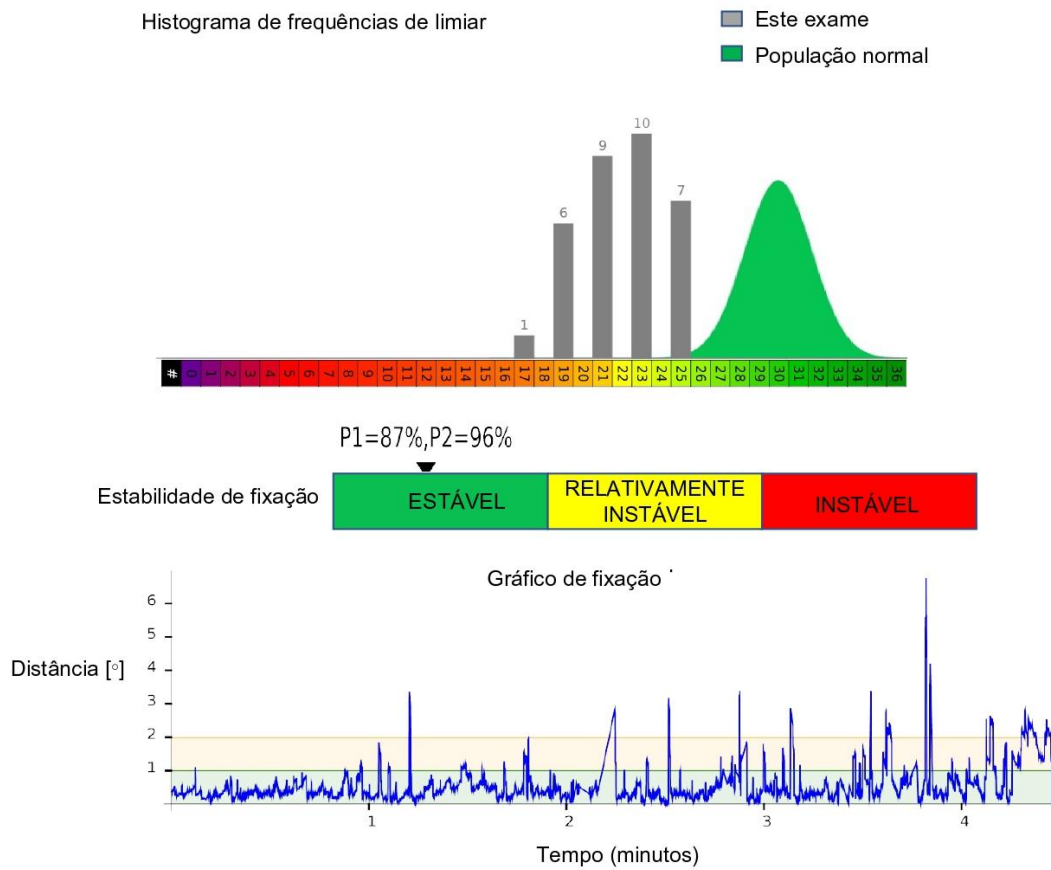 Histograma de frequências de limiar
Este exame
População normal
10
9
7
6
1
# 0 1 2 3 4 5 6 7 8 9 10 11 12 13 14 15 16 17 18 19 20 21 22 23 24 25 26 27 28 29 30 31 32 33 34 35 36
P1=87%,P2=96%
Estabilidade de fixação
ESTÁVEL
RELATIVAMENTE
INSTÁVEL
INSTÁVEL
Gráfico de fixação
Distância [°]
6
5
4
3
2
1
1 2 3 4
Tempo (minutos)